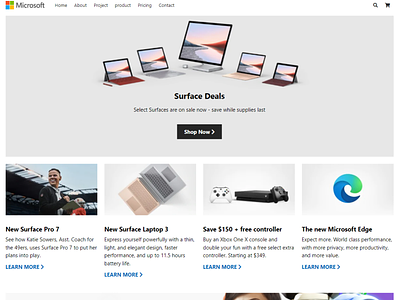 Microsoft Home About Project product Pricing Contact
Surface Deals
Select Surfaces are on sale now - save while supplies last
Shop Now >
New Surface Pro 7
See how Katie Sowers, Asst. Coach for
the 49ers, uses Surface Pro 7 to put her
plans into play.
LEARN MORE >
New Surface Laptop 3
Express yourself powerfully with a thin,
light, and elegant design, faster
performance, and up to 11.5 hours
battery life.
LEARN MORE >
Save $150 + free controller
Buy an Xbox One X console and
double your fun with a free select extra
controller. Starting at $349.
LEARN MORE >
The new Microsoft Edge
Expect more. World class performance,
with more privacy, more productivity,
and more value.
LEARN MORE >